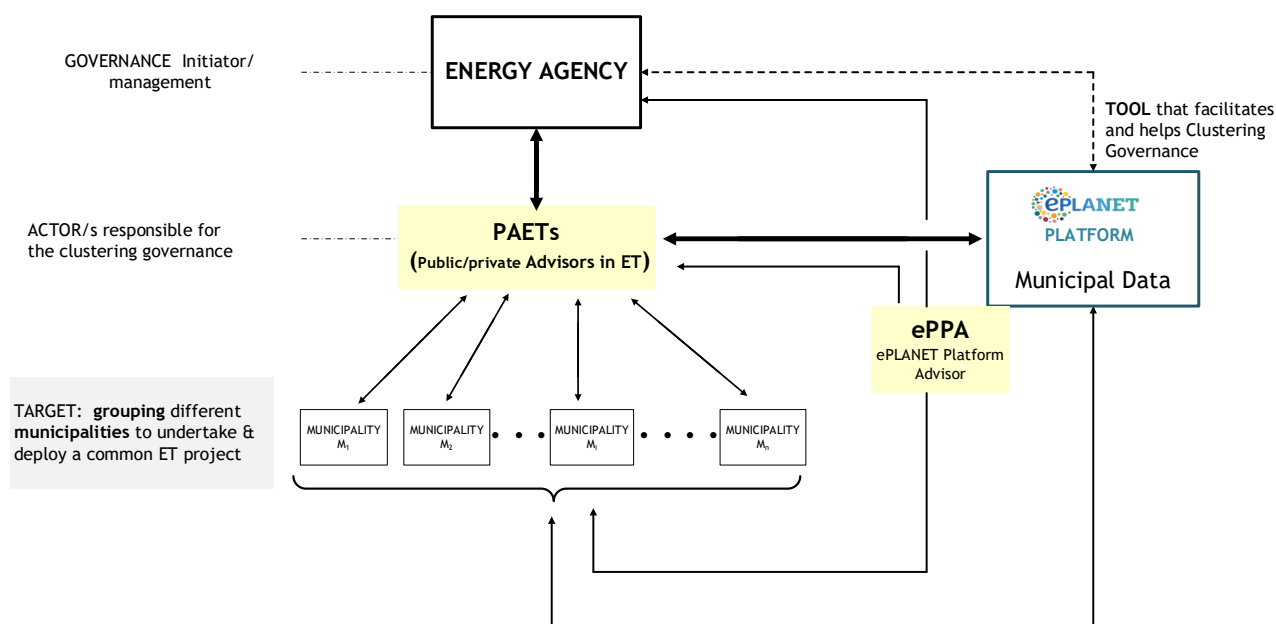 GOVERNANCE Initiator/
management
ENERGY AGENCY
TOOL that facilitates
and helps Clustering
Governance
ACTOR/s responsible for
the clustering governance
PAETs
(Public/private Advisors in ET)
ePLANET
PLATFORM
Municipal Data
ePPA
ePLANET Platform
Advisor
TARGET: grouping different
municipalities to undertake &
deploy a common ET project
MUNICIPALITY
M₁
MUNICIPALITY
M₂
MUNICIPALITY
Mᵢ
MUNICIPALITY
Mₙ